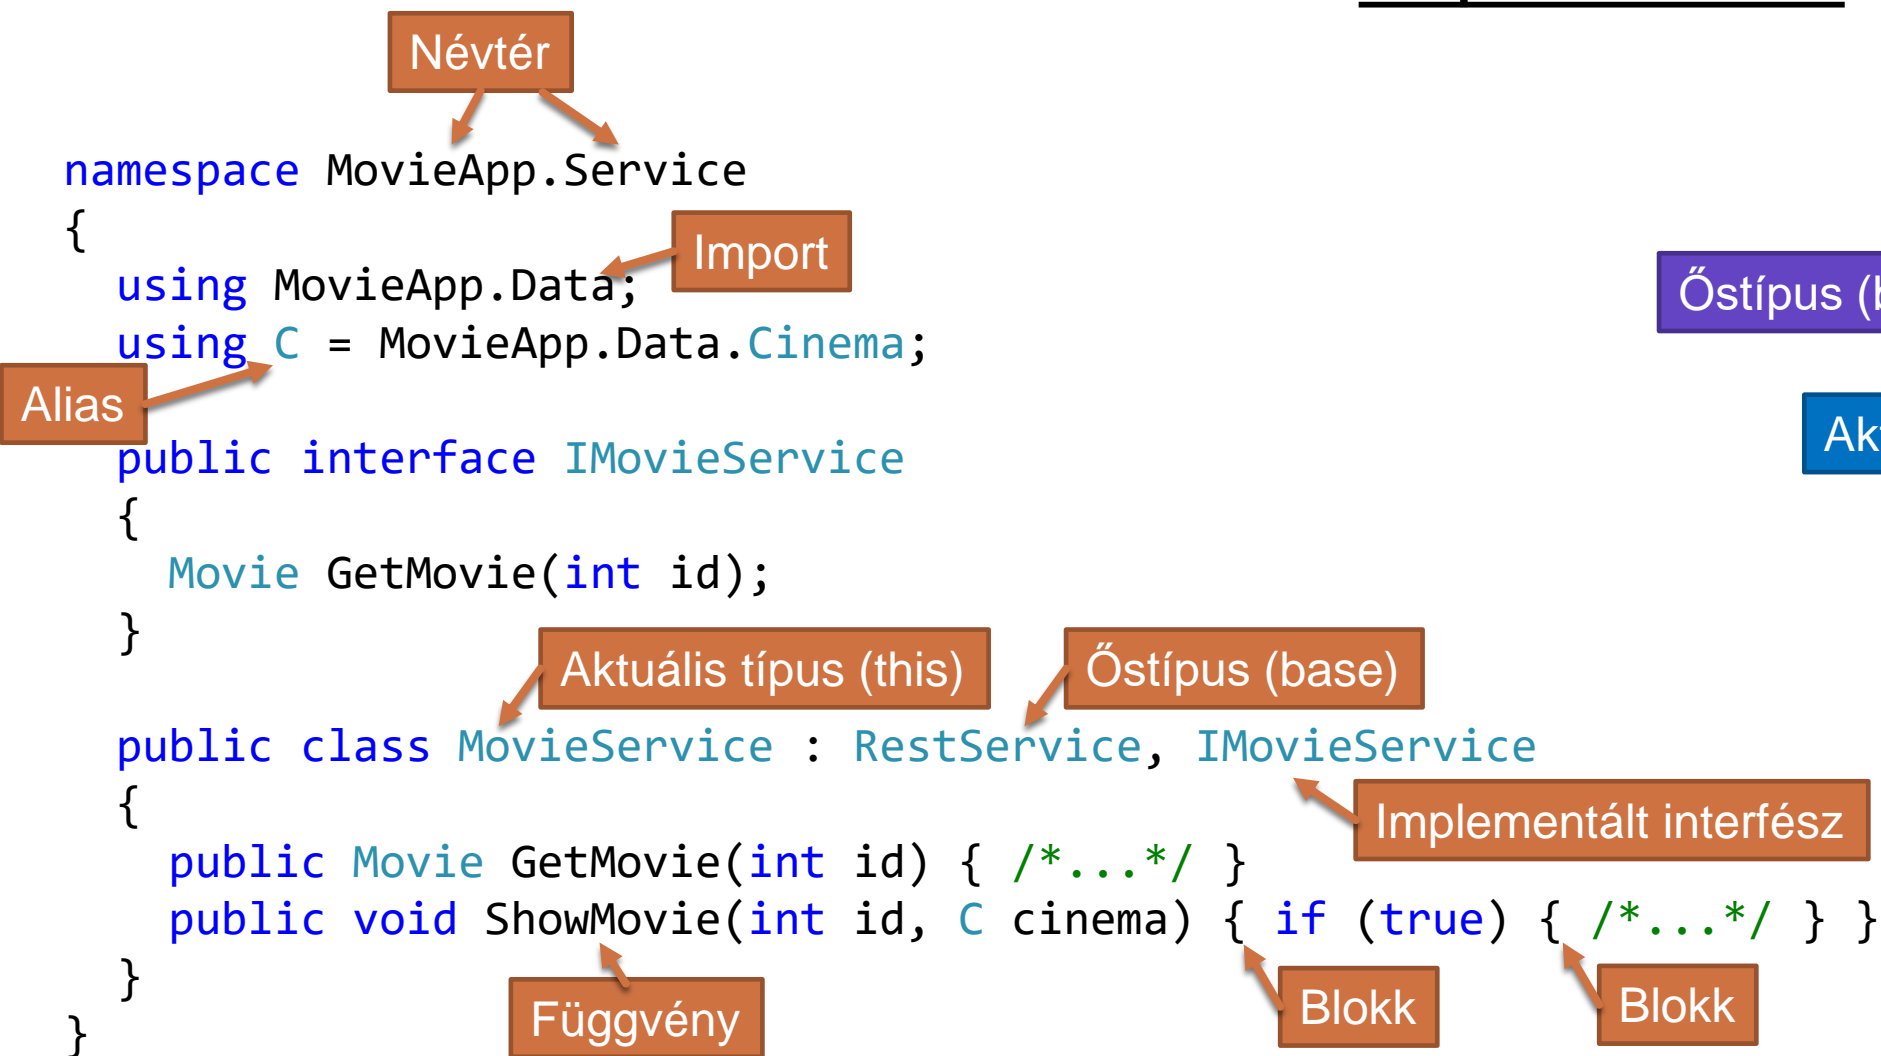 Névtér
namespace MovieApp.Service
{
Import
using MovieApp.Data;
Őstípus (b
using C = MovieApp.Data.Cinema;
Alias
Ak
public interface IMovieService
{
Movie GetMovie(int id);
}
Aktuális típus (this)
Őstípus (base)
public class MovieService : RestService, IMovieService
{
Implementált interfész
public Movie GetMovie(int id) { /*...*/ }
public void ShowMovie(int id, C cinema) { if (true) { /*...*/ } }
}
Függvény
Blokk
Blokk
}